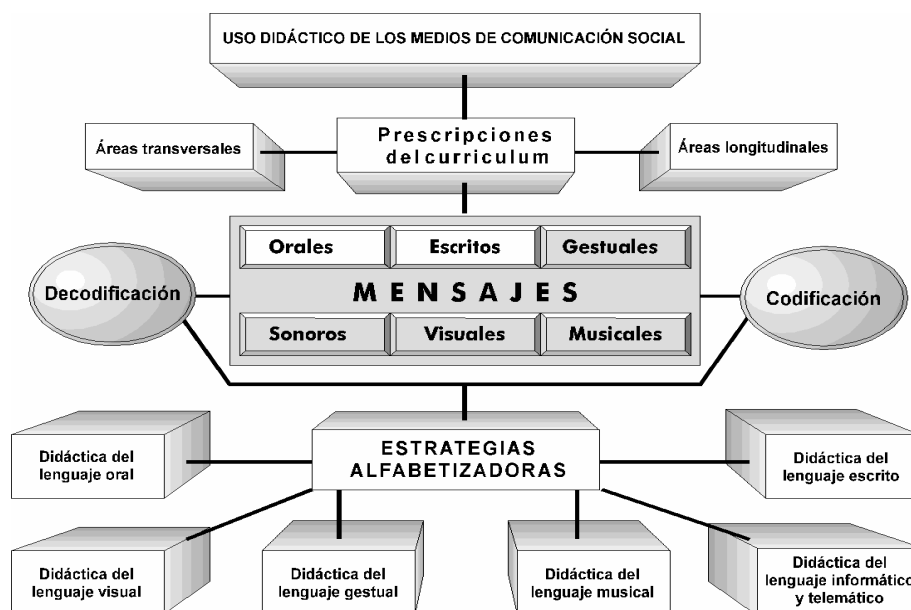 USO DIDÁCTICO DE LOS MEDIOS DE COMUNICACIÓN SOCIAL
Áreas transversales
Prescripciones
del curriculum
Áreas longitudinales
Orales
Escritos
Gestuales
Decodificación
MENSAJES
Codificación
Sonoros
Visuales
Musicales
ESTRATEGIAS
ALFABETIZADORAS
Didáctica del
lenguaje oral
Didáctica del
lenguaje escrito
Didáctica del
lenguaje visual
Didáctica del
lenguaje gestual
Didáctica del
lenguaje musical
Didáctica del
lenguaje informático
y telemático